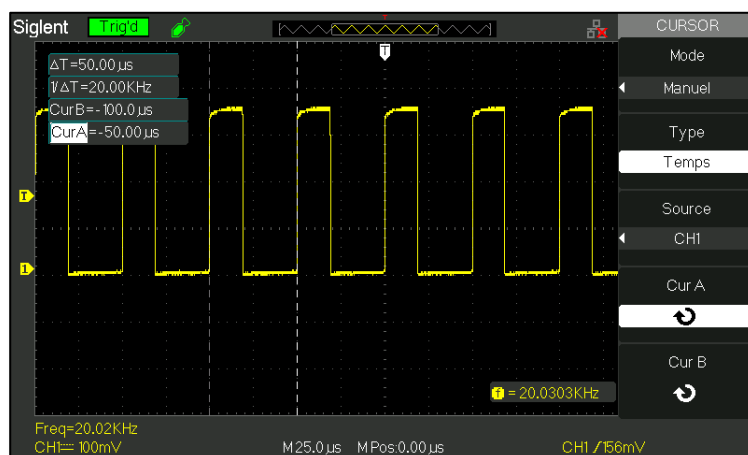 Siglent Trig'd T CURSOR
T
ΔT=50.00µs
1/ΔT=20.00KHz
CurB=-100.0µs
CurA=-50.00µs
Mode
Manuel
Type
Temps
T
Source
CH1
1
Cur A
Cur B
f = 20.0303KHz
Freq=20.02KHz
CH1 100mV M 25.0µs M Pos:0.00µs CH1 /156mV